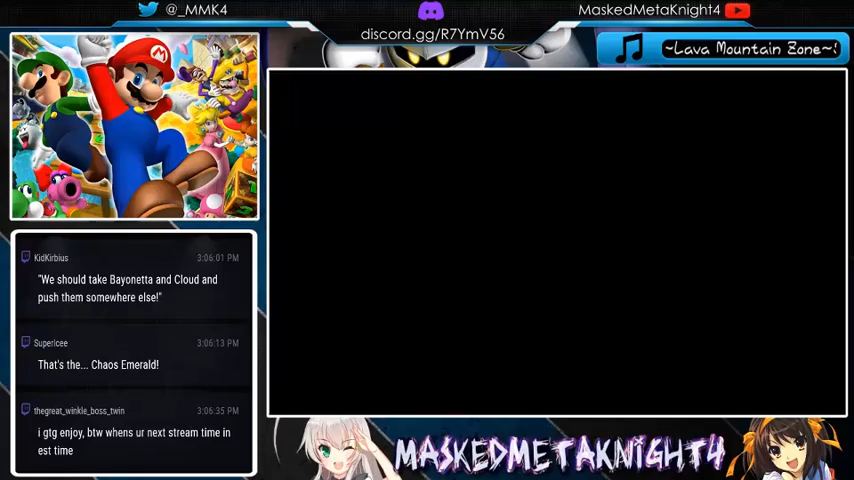 @_MMK4
discord.gg/R7YmV56
MaskedMetaKnight4
~Lava Mountain Zone~!
M
KidKirbius 3:06:01 PM
"We should take Bayonetta and Cloud and
push them somewhere else!"
SuperIcee 3:06:13 PM
That's the... Chaos Emerald!
thegreat_winkle_boss_twin 3:06:35 PM
i gtg enjoy, btw whens ur next stream time in
est time
MASKEDMETAKNIGHT4